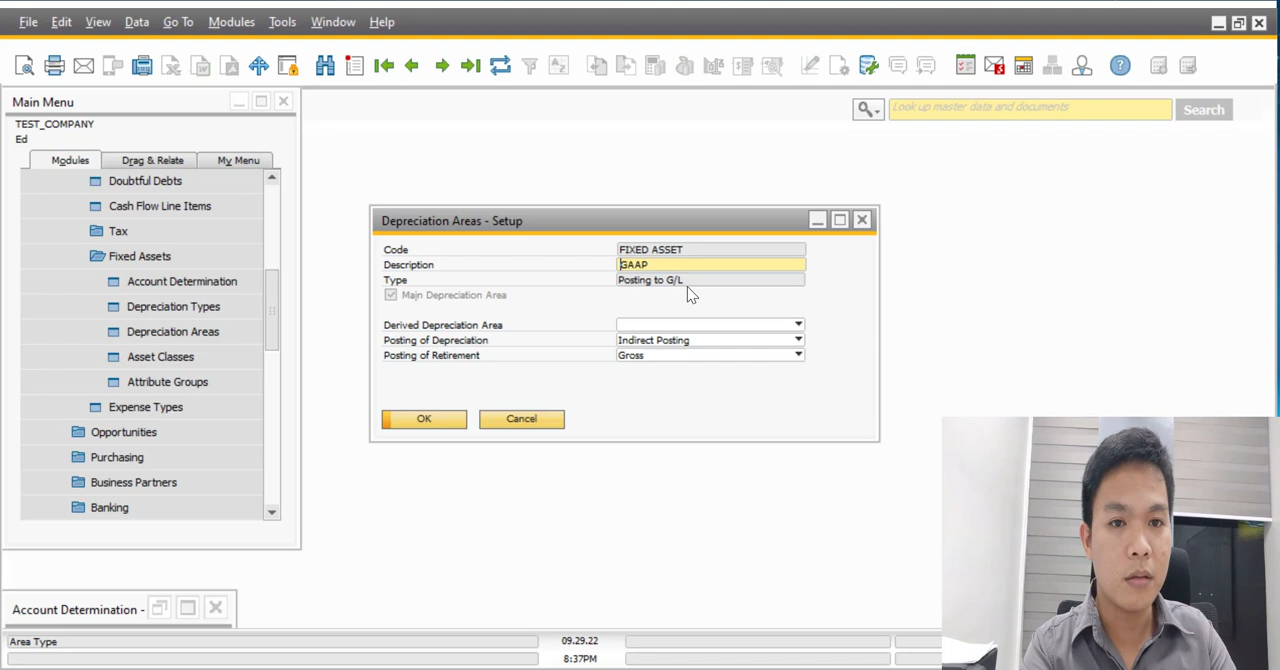 File Edit View Data Go To Modules Tools Window Help
Main Menu
TEST_COMPANY
Ed
Look up master data and documents
Search
Modules Drag & Relate My Menu
Doubtful Debts
Cash Flow Line Items
Tax
Fixed Assets
Account Determination
Depreciation Types
Depreciation Areas
Asset Classes
Attribute Groups
Expense Types
Opportunities
Purchasing
Business Partners
Banking
Depreciation Areas - Setup
Code FIXED ASSET
Description GAAP
Type Posting to G/L
Main Depreciation Area
Derived Depreciation Area
Posting of Depreciation Indirect Posting
Posting of Retirement Gross
OK Cancel
Account Determination -
Area Type 09.29.22
8:37PM